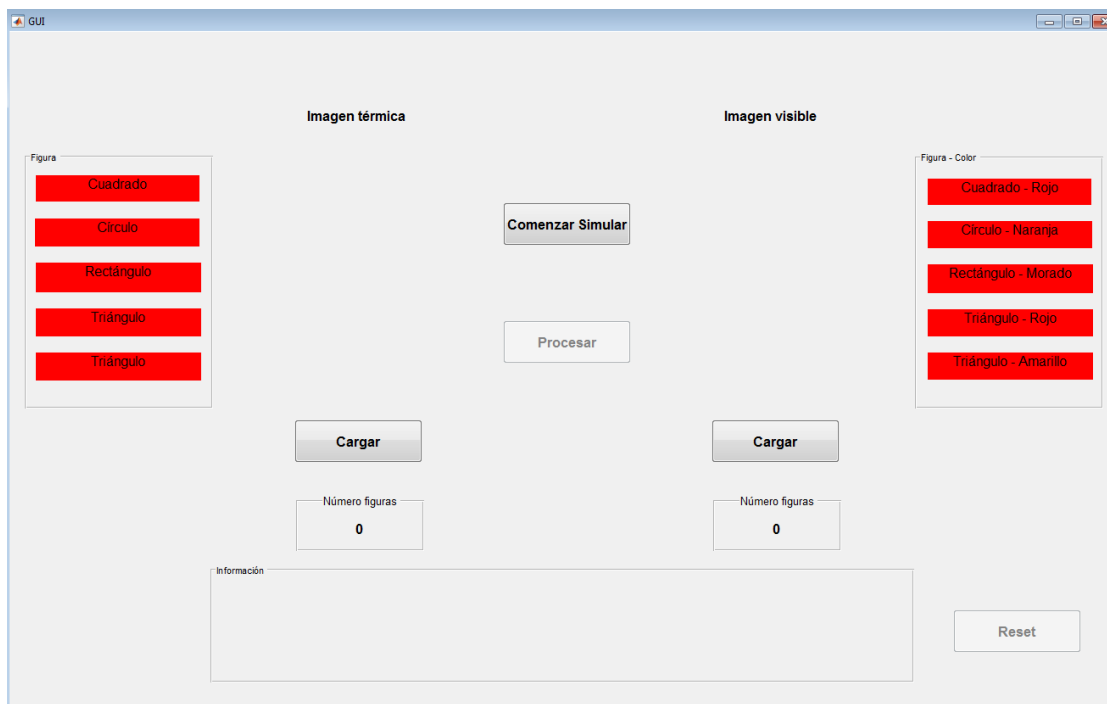 GUI
Imagen térmica
Imagen visible
Figura
Cuadrado
Círculo
Rectángulo
Triángulo
Triángulo
Comenzar Simular
Procesar
Figura - Color
Cuadrado - Rojo
Círculo - Naranja
Rectángulo - Morado
Triángulo - Rojo
Triángulo - Amarillo
Cargar
Cargar
Número figuras
0
Número figuras
0
Información
Reset